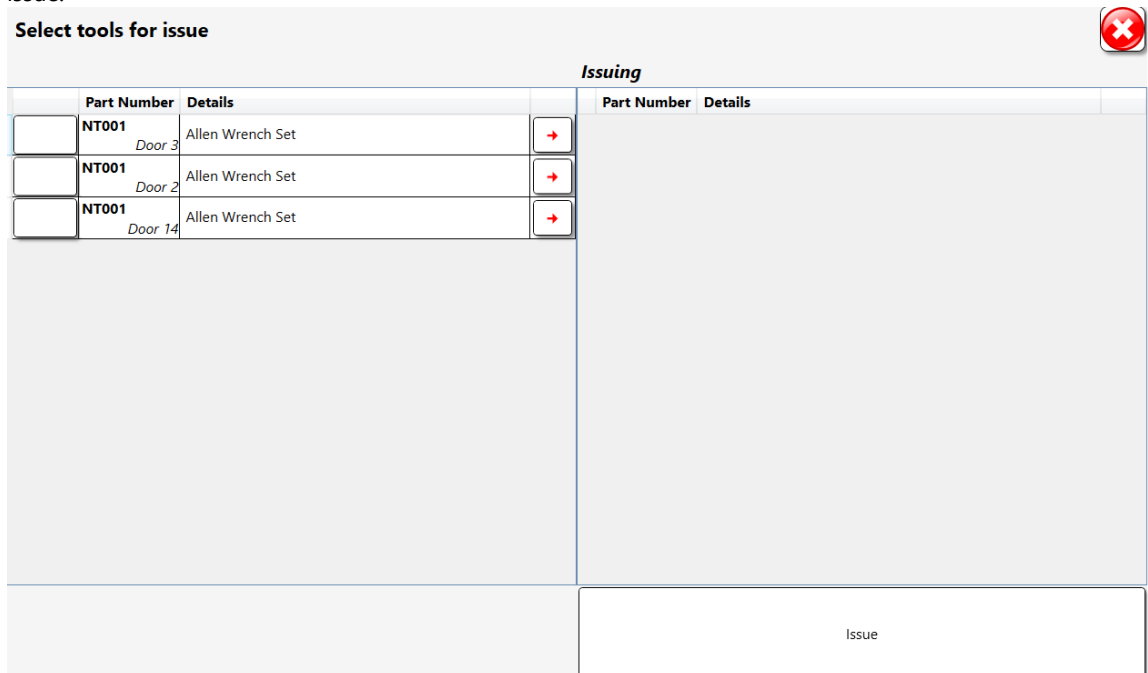 Select tools for issue
Issuing
Part Number Details
Part Number Details
NT001
Door 3
Allen Wrench Set
NT001
Door 2
Allen Wrench Set
NT001
Door 14
Allen Wrench Set
Issue